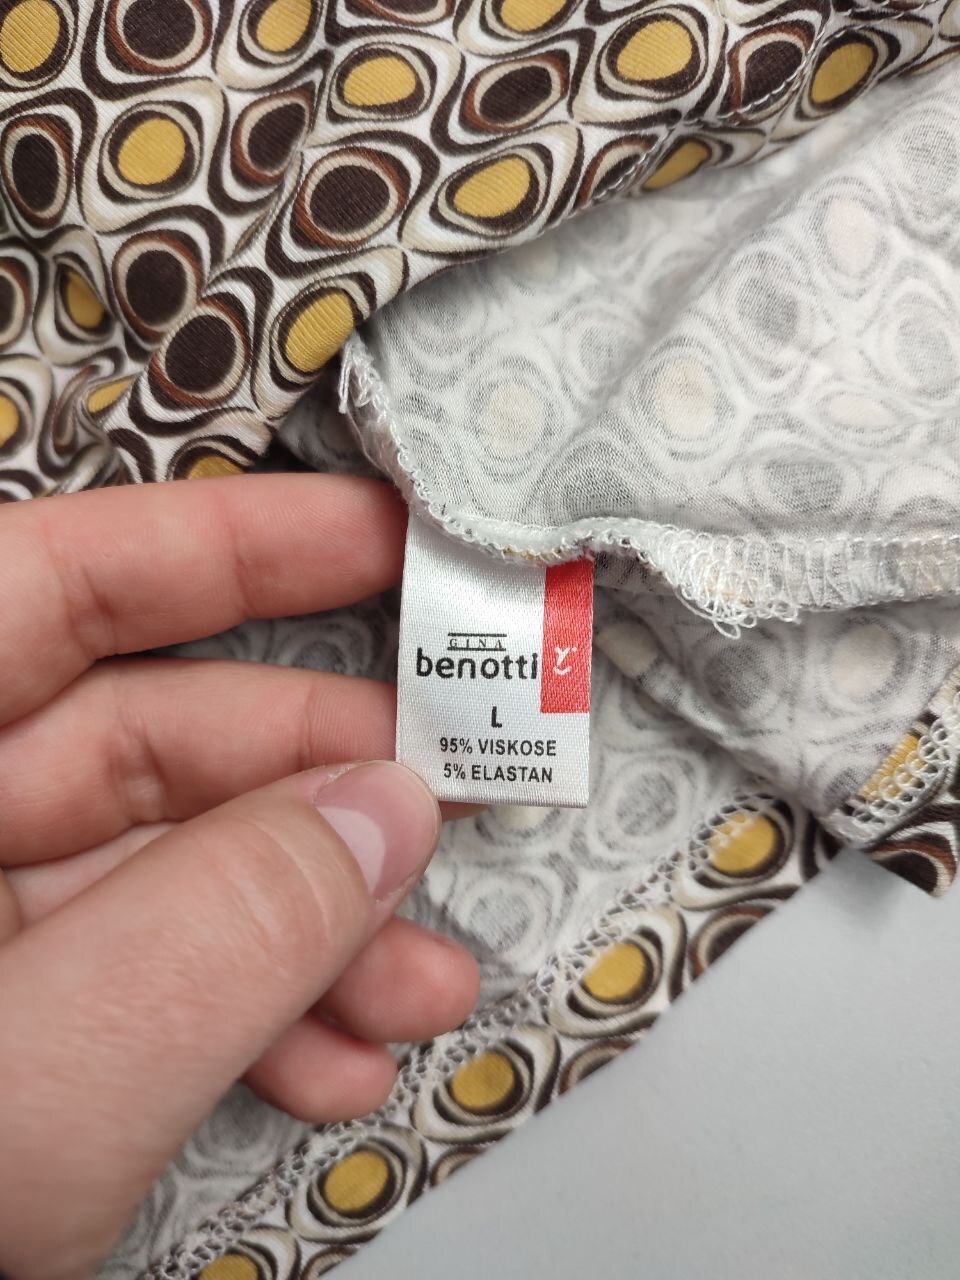 GINA
benotti
L
95% VISKOSE
5% ELASTAN